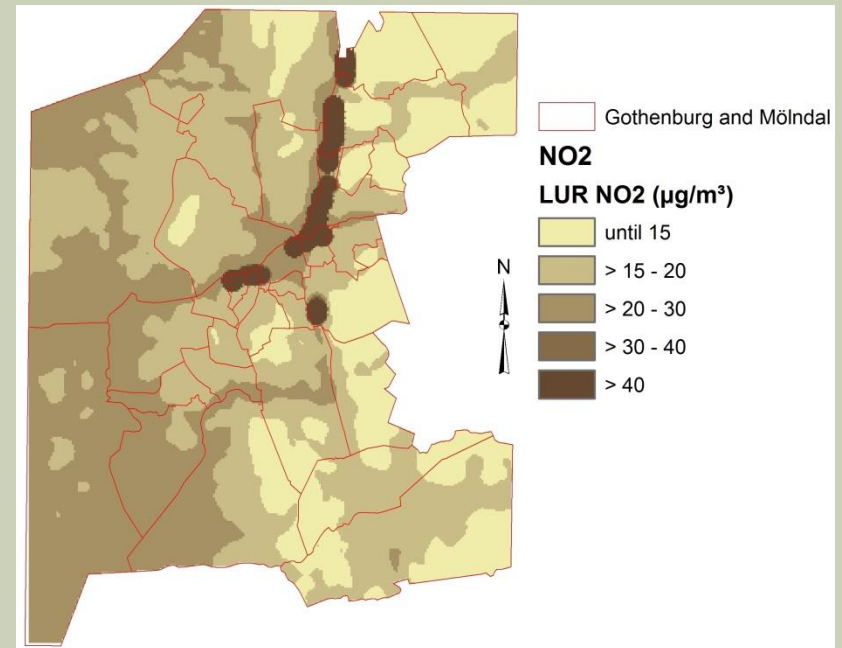 Gothenburg and Mölndal
NO2
LUR NO2 (µg/m³)
until 15
> 15 - 20
> 20 - 30
> 30 - 40
> 40
N